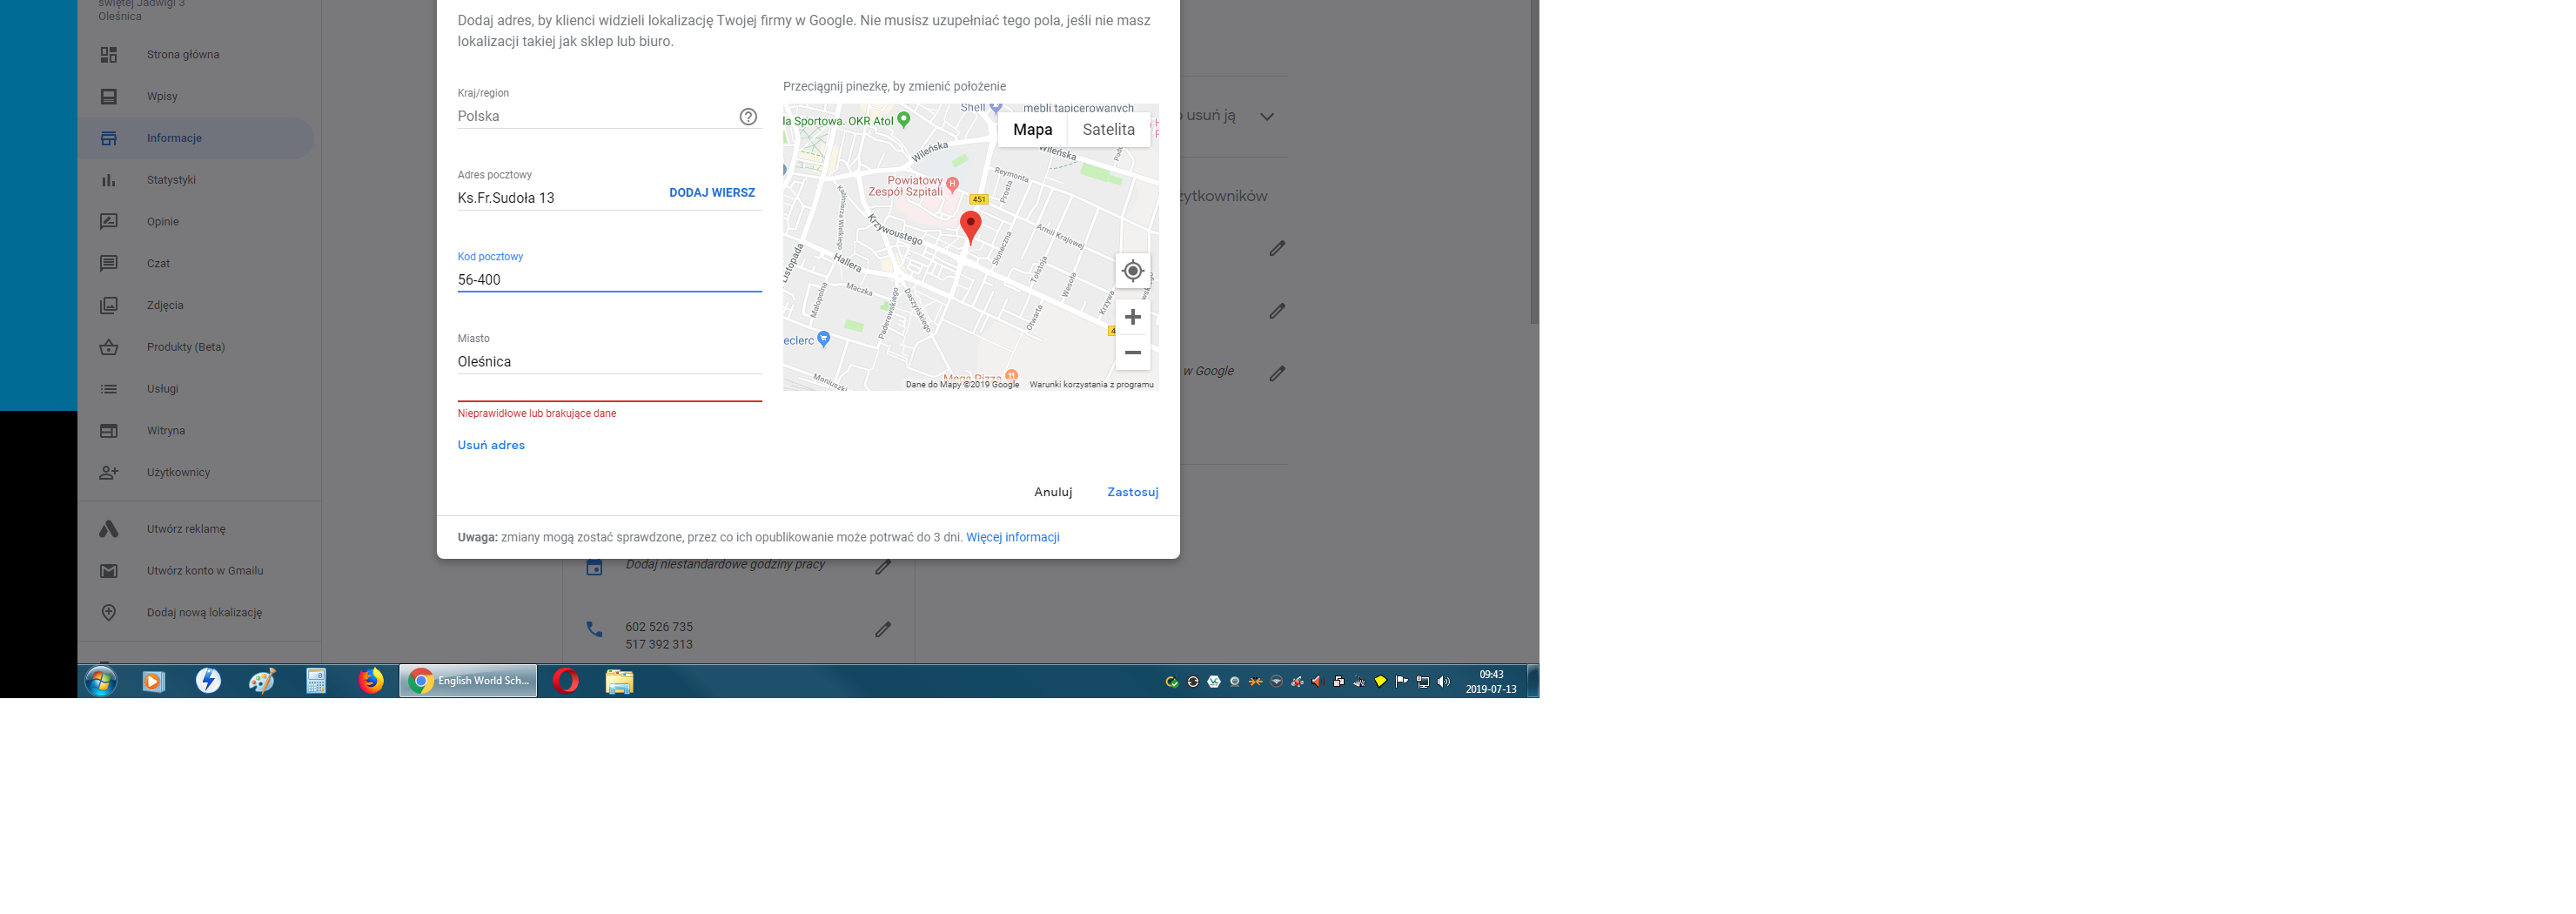 świętej Jadwigi 3
Oleśnica
Strona główna
Wpisy
Informacje
Statystyki
Opinie
Czat
Zdjęcia
Produkty (Beta)
Usługi
Witryna
Użytkownicy
Utwórz reklamę
Utwórz konto w Gmailu
Dodaj nową lokalizację
Dodaj adres, by klienci widzieli lokalizację Twojej firmy w Google. Nie musisz uzupełniać tego pola, jeśli nie masz
lokalizacji takiej jak sklep lub biuro.
Kraj/region
Polska
Adres pocztowy
Ks.Fr.Sudoła 13
DODAJ WIERSZ
Kod pocztowy
56-400
Miasto
Oleśnica
Nieprawidłowe lub brakujące dane
Usuń adres
Przeciągnij pinezkę, by zmienić położenie
Shell
mebli tapicerowanych
la Sportowa. OKR Atol
Mapa
Satelita
Wileńska
Wileńska
Powiatowy
Zespół Szpitali
Reymonta
Prosta
451
Kazimierza Wielkiego
Krzywoustego
Armii Krajowej
Słoneczna
Listopada
Hallera
Tołstoja
Wesoła
Maczka
Małopolna
Paderewskiego
Daszyńskiego
Otwarta
Krzywa
eclerc
Moniuszki
Mega Pizza
Dane do Mapy ©2019 Google
Warunki korzystania z programu
Anuluj
Zastosuj
Uwaga: zmiany mogą zostać sprawdzone, przez co ich opublikowanie może potrwać do 3 dni. Więcej informacji
usuń ją
żytkowników
w Google
Dodaj niestandardowe godziny pracy
602 526 735
517 392 313
English World Sch...
09:43
2019-07-13